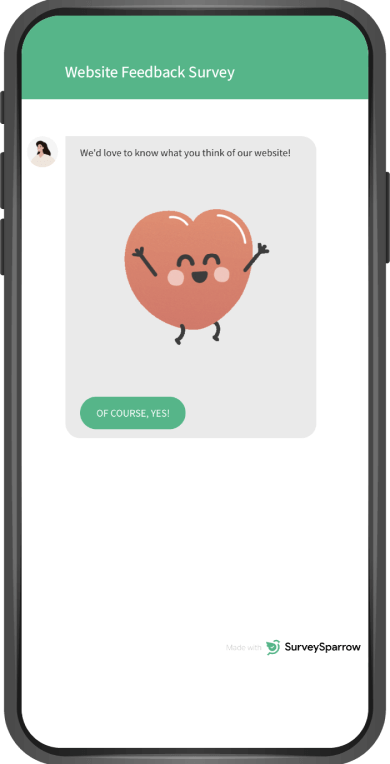 Website Feedback Survey
We'd love to know what you think of our website!
OF COURSE, YES!
Made with SurveySparrow